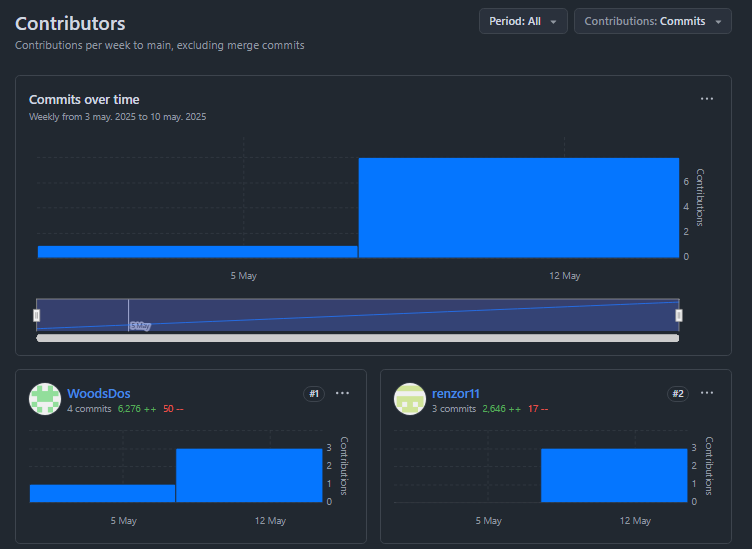 Contributors
Period: All
Contributions: Commits
Contributions per week to main, excluding merge commits
Commits over time
Weekly from 3 may. 2025 to 10 may. 2025
6
4
2
0
Contributions
5 May
12 May
5 May
WoodsDos
#1
4 commits 6,276 ++ 50 --
3
2
1
0
Contributions
5 May
12 May
renzor11
#2
3 commits 2,646 ++ 17 --
3
2
1
0
Contributions
5 May
12 May